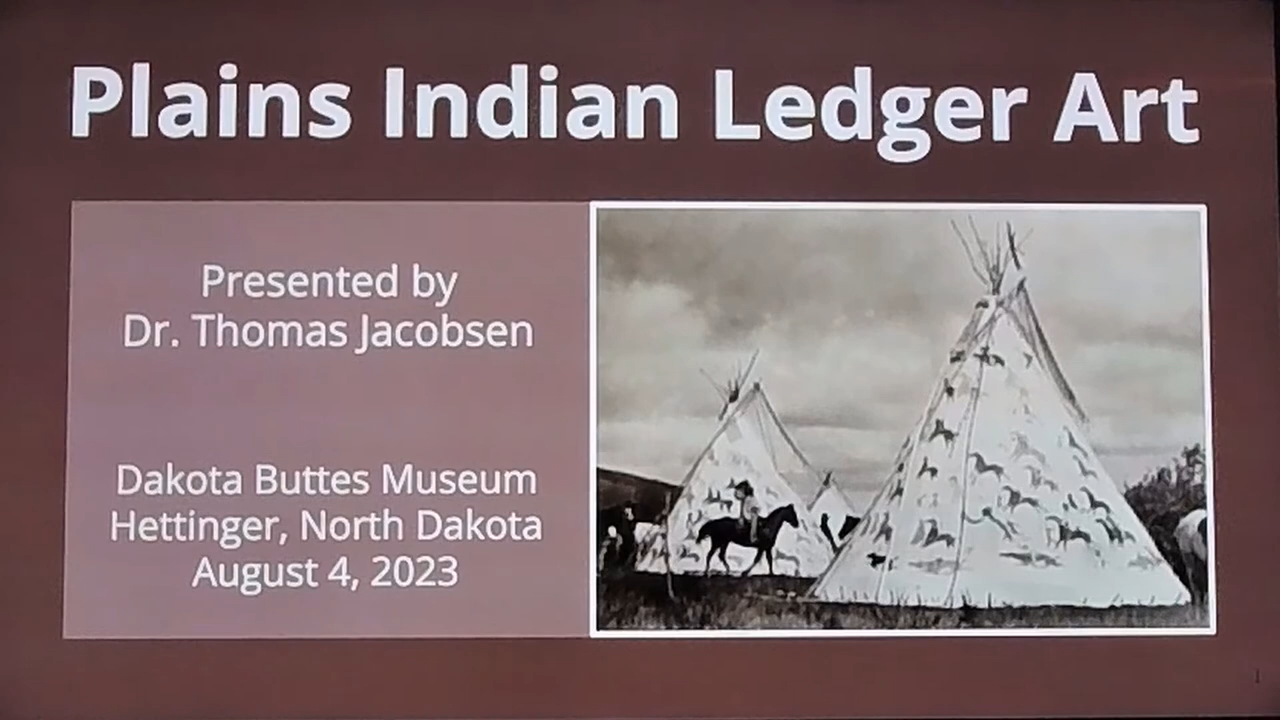 Plains Indian Ledger Art
Presented by
Dr. Thomas Jacobsen
Dakota Buttes Museum
Hettinger, North Dakota
August 4, 2023
1